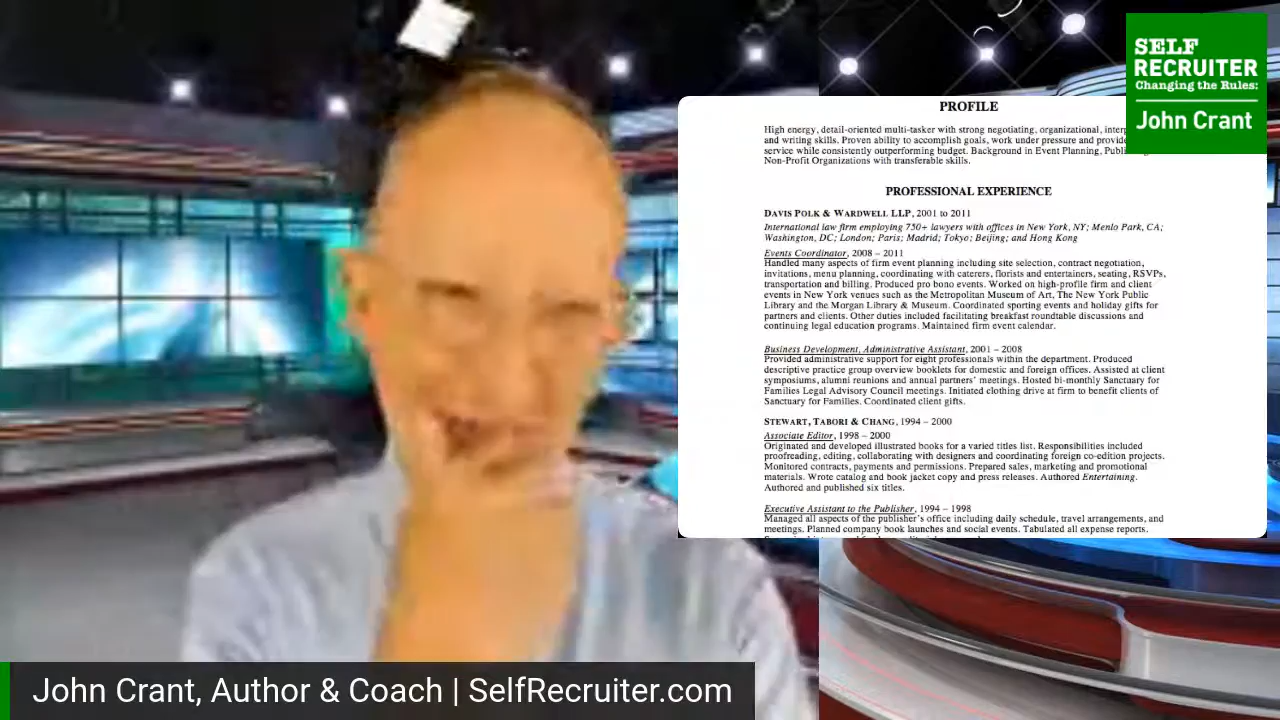 SELF
RECRUITER
Changing the Rules:
John Crant
PROFILE
High energy, detail-oriented multi-tasker with strong negotiating, organizational,
and writing skills. Proven ability to accomplish goals, work under pressure and provide
service while consistently outperforming budget. Background in Event Planning,
Non-Profit Organizations with transferable skills.
PROFESSIONAL EXPERIENCE
DAVIS POLK & WARDWELL LLP, 2001 to 2011
International law firm employing 750+ lawyers with offices in New York, NY; Menlo Park, CA;
Washington, DC; London; Paris; Madrid; Tokyo; Beijing; and Hong Kong
Events Coordinator, 2008 – 2011
Handled many aspects of firm event planning including site selection, contract negotiation,
invitations, menu planning, coordinating with caterers, florists and entertainers, seating, RSVPs,
transportation and billing. Produced pro bono events. Worked on high-profile firm and client
events in New York venues such as the Metropolitan Museum of Art, The New York Public
Library and the Morgan Library & Museum. Coordinated sporting events and holiday gifts for
partners and clients. Other duties included facilitating breakfast roundtable discussions and
continuing legal education programs. Maintained firm event calendar.
Business Development, Administrative Assistant, 2001 – 2008
Provided administrative support for eight professionals within the department. Produced
descriptive practice group overview booklets for domestic and foreign offices. Assisted at client
symposiums, alumni reunions and annual partners' meetings. Hosted bi-monthly Sanctuary for
Families Legal Advisory Council meetings. Initiated clothing drive at firm to benefit clients of
Sanctuary for Families. Coordinated client gifts.
STEWART, TABORI & CHANG, 1994 – 2000
Associate Editor, 1998 – 2000
Originated and developed illustrated books for a varied titles list. Responsibilities included
proofreading, editing, collaborating with designers and coordinating foreign co-edition projects.
Monitored contracts, payments and permissions. Prepared sales, marketing and promotional
materials. Wrote catalog and book jacket copy and press releases. Authored Entertaining.
Authored and published six titles.
Executive Assistant to the Publisher, 1994 – 1998
Managed all aspects of the publisher's office including daily schedule, travel arrangements, and
meetings. Planned company book launches and social events. Tabulated all expense reports.
John Crant, Author & Coach | SelfRecruiter.com